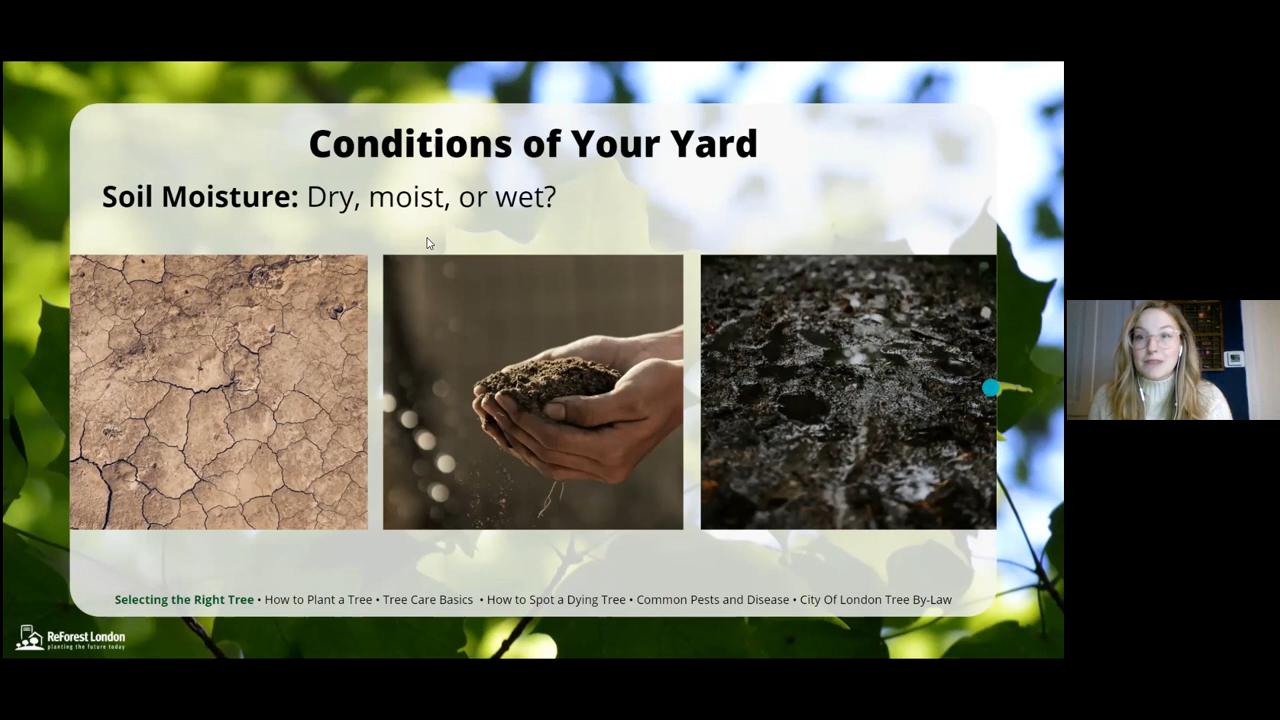 Conditions of Your Yard
Soil Moisture: Dry, moist, or wet?
Selecting the Right Tree • How to Plant a Tree • Tree Care Basics • How to Spot a Dying Tree • Common Pests and Disease • City Of London Tree By-Law
ReForest London
planting the future today